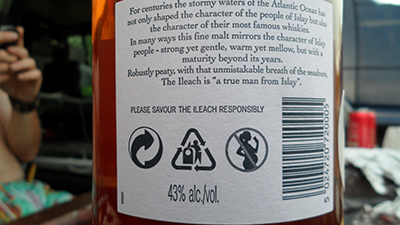 For centuries the stormy waters of the Atlantic Ocean has
not only shaped the character of the people of Islay but also
the character of their most famous whiskies.
In many ways this fine malt mirrors the character of Islay
people - strong yet gentle, warm yet mellow, but with a
maturity beyond its years.
Robustly peaty, with that unmistakable breath of the seashore.
The Ileach is "a true man from Islay".
PLEASE SAVOUR THE ILEACH RESPONSIBLY
43% alc./vol.
5 024720 720005